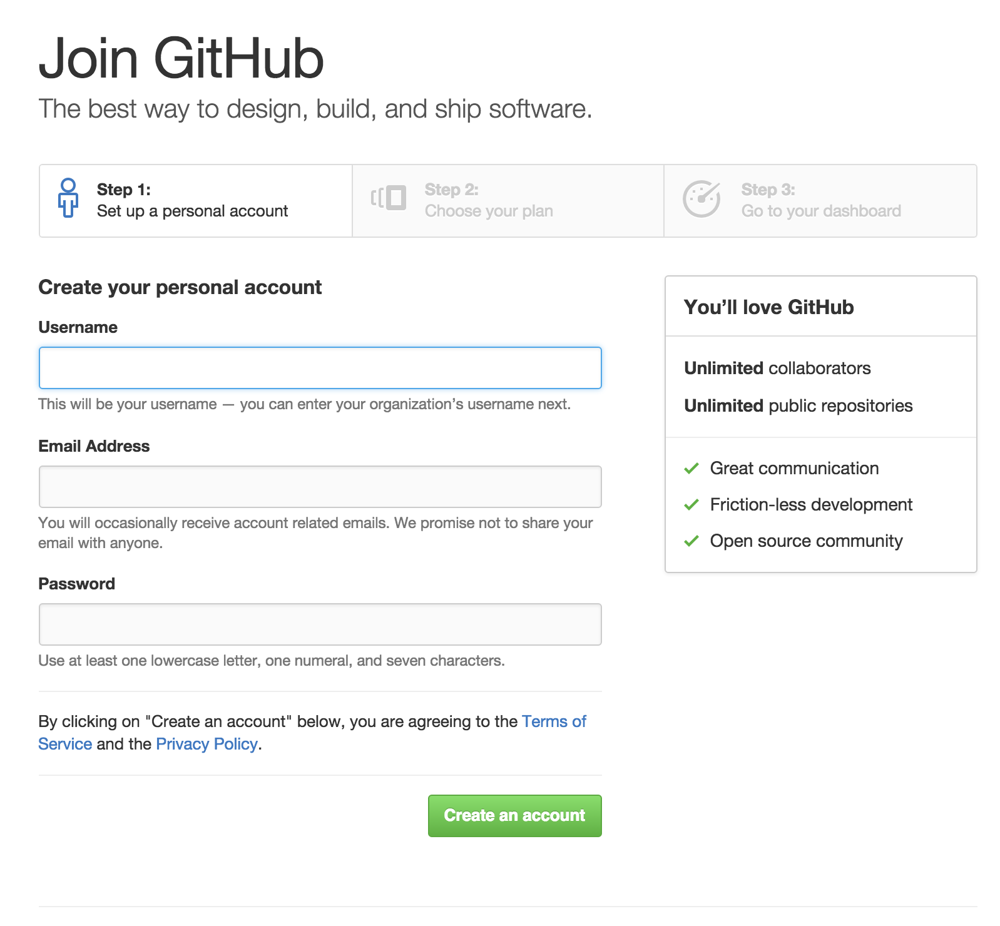 Join GitHub
The best way to design, build, and ship software.
Step 1:
Set up a personal account
Step 2:
Choose your plan
Step 3:
Go to your dashboard
Create your personal account
Username
This will be your username — you can enter your organization’s username next.
Email Address
You will occasionally receive account related emails. We promise not to share your
email with anyone.
Password
Use at least one lowercase letter, one numeral, and seven characters.
By clicking on "Create an account" below, you are agreeing to the Terms of
Service and the Privacy Policy.
Create an account
You’ll love GitHub
Unlimited collaborators
Unlimited public repositories
Great communication
Friction-less development
Open source community